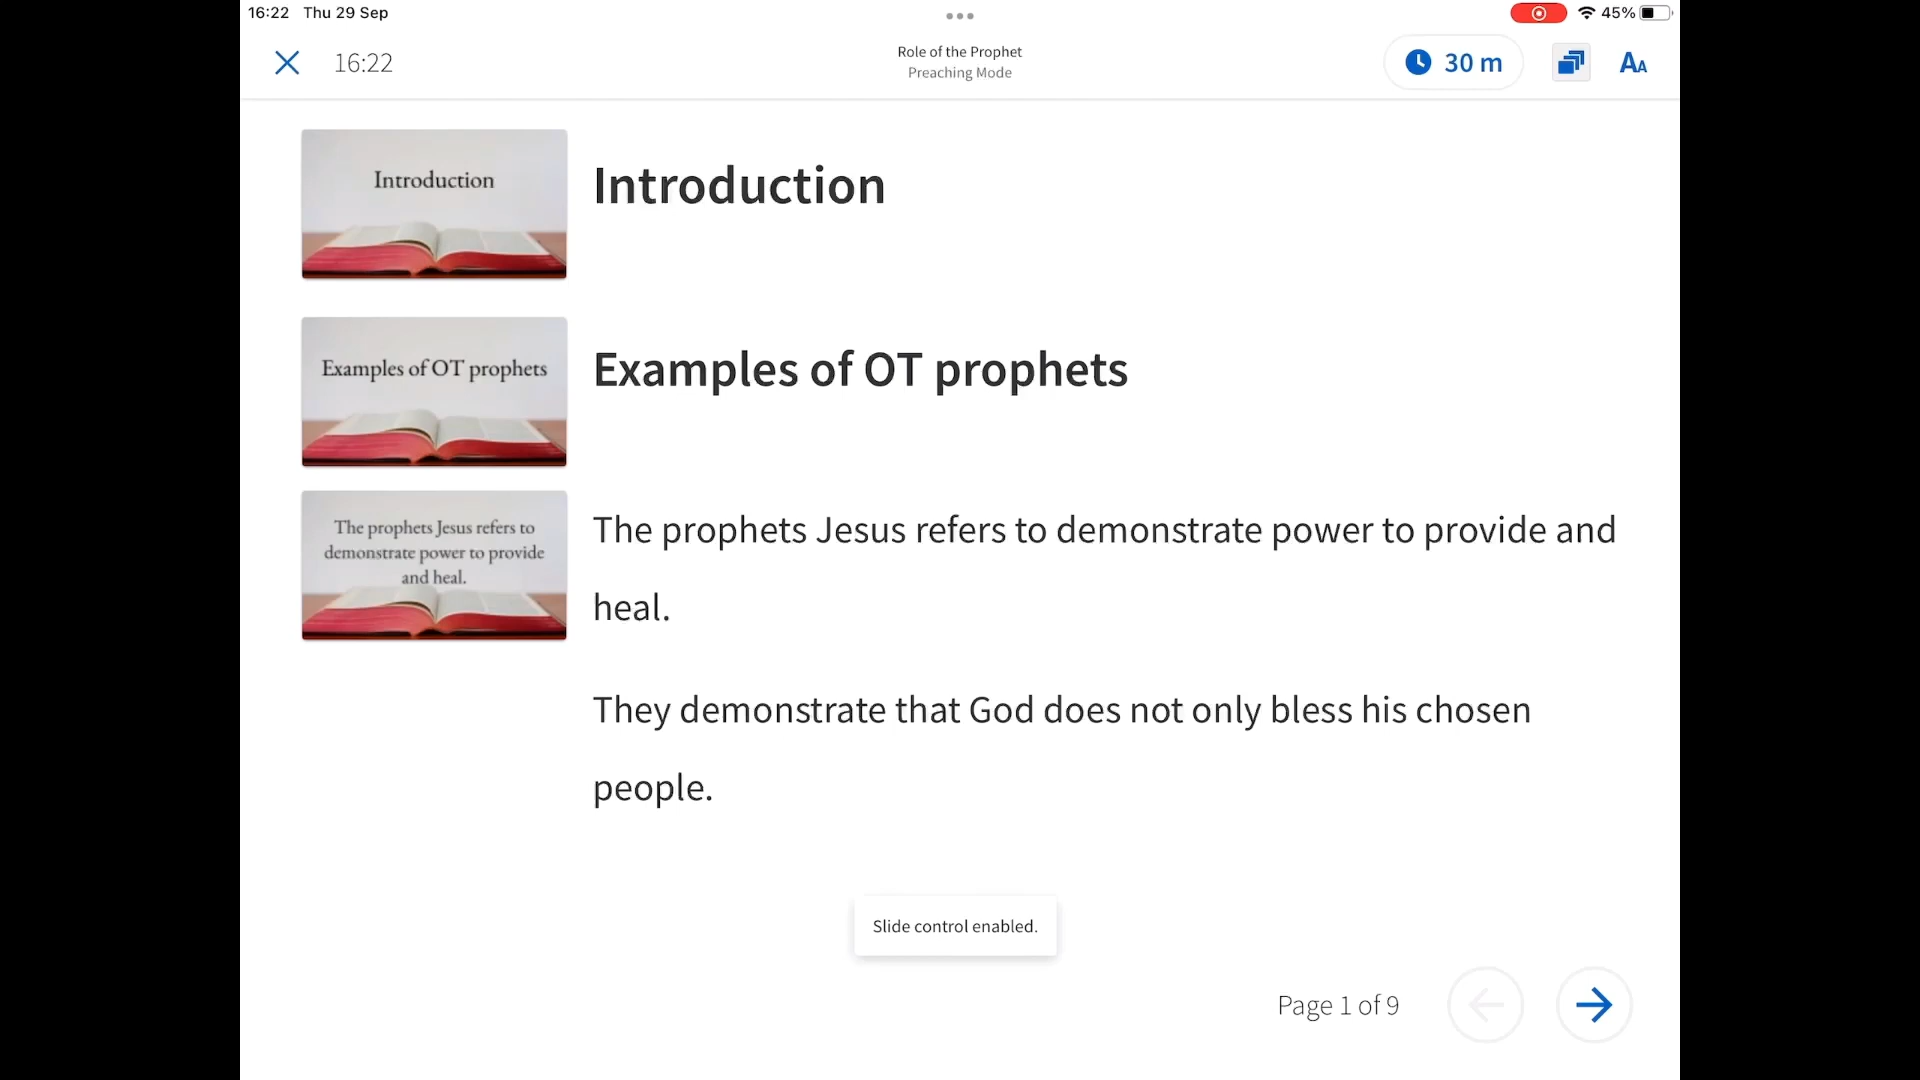 16:22 Thu 29 Sep
45%
16:22
Role of the Prophet
Preaching Mode
30 m
AA
Introduction
Introduction
Examples of OT prophets
Examples of OT prophets
The prophets Jesus refers to
demonstrate power to provide
and heal.
The prophets Jesus refers to demonstrate power to provide and
heal.
They demonstrate that God does not only bless his chosen
people.
Slide control enabled.
Page 1 of 9